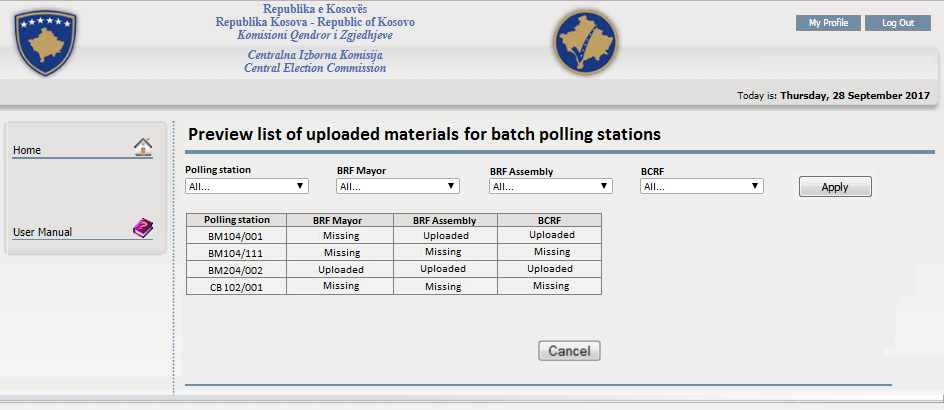 Republika e Kosovës
Republika Kosova - Republic of Kosovo
Komisioni Qendror i Zgjedhjeve
Centralna Izborna Komisija
Central Election Commission
My Profile Log Out
Today is: Thursday, 28 September 2017
Home
User Manual
Preview list of uploaded materials for batch polling stations
Polling station BRF Mayor BRF Assembly BCRF
All... All... All... All... Apply
Polling station BRF Mayor BRF Assembly BCRF
BM104/001 Missing Uploaded Uploaded
BM104/111 Missing Missing Missing
BM204/002 Uploaded Uploaded Uploaded
CB 102/001 Missing Missing Missing
Cancel